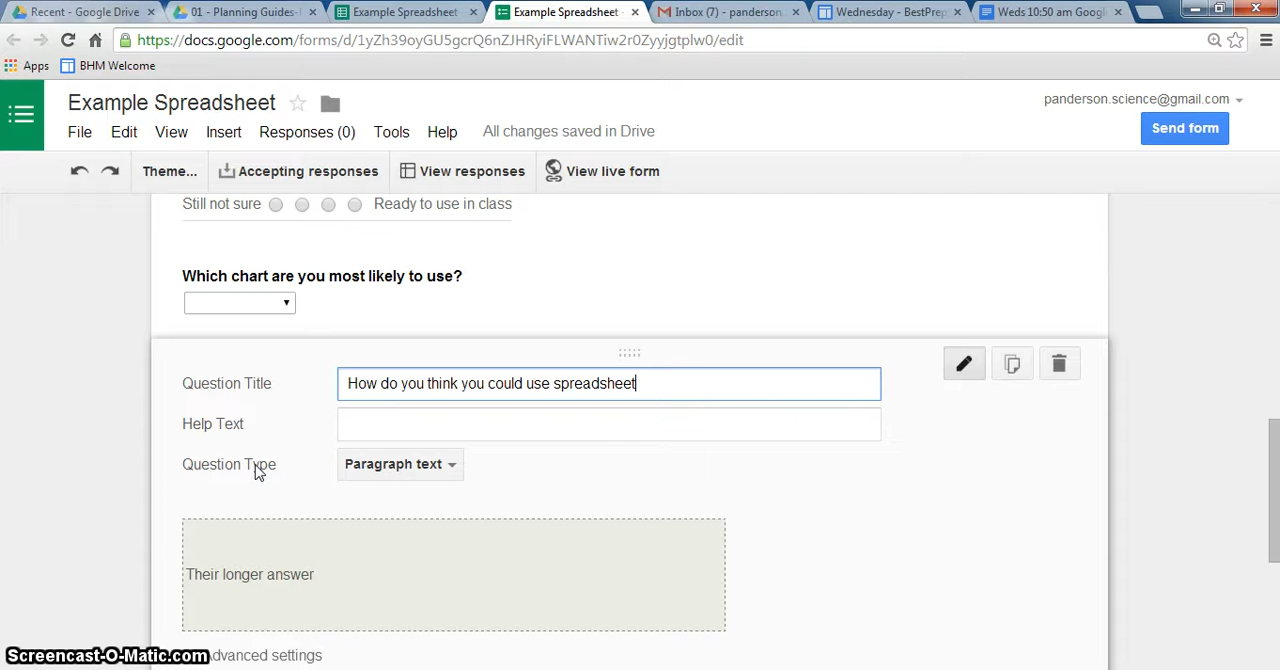 Recent - Google Drive
01 - Planning Guides-
Example Spreadsheet
Example Spreadsheet -
Inbox (7) - panderson.
Wednesday - BestPrep
Weds 10:50 am Googl
https://docs.google.com/forms/d/1yZh39oyGU5gcrQ6nZJHRyiFLWANTiw2r0Zyyjgtplw0/edit
Apps BHM Welcome
Example Spreadsheet
panderson.science@gmail.com
File Edit View Insert Responses (0) Tools Help All changes saved in Drive
Send form
Theme... Accepting responses View responses View live form
Still not sure Ready to use in class
Which chart are you most likely to use?
Question Title How do you think you could use spreadsheet
Help Text
Question Type Paragraph text
Their longer answer
Advanced settings
Screencast-O-Matic.com